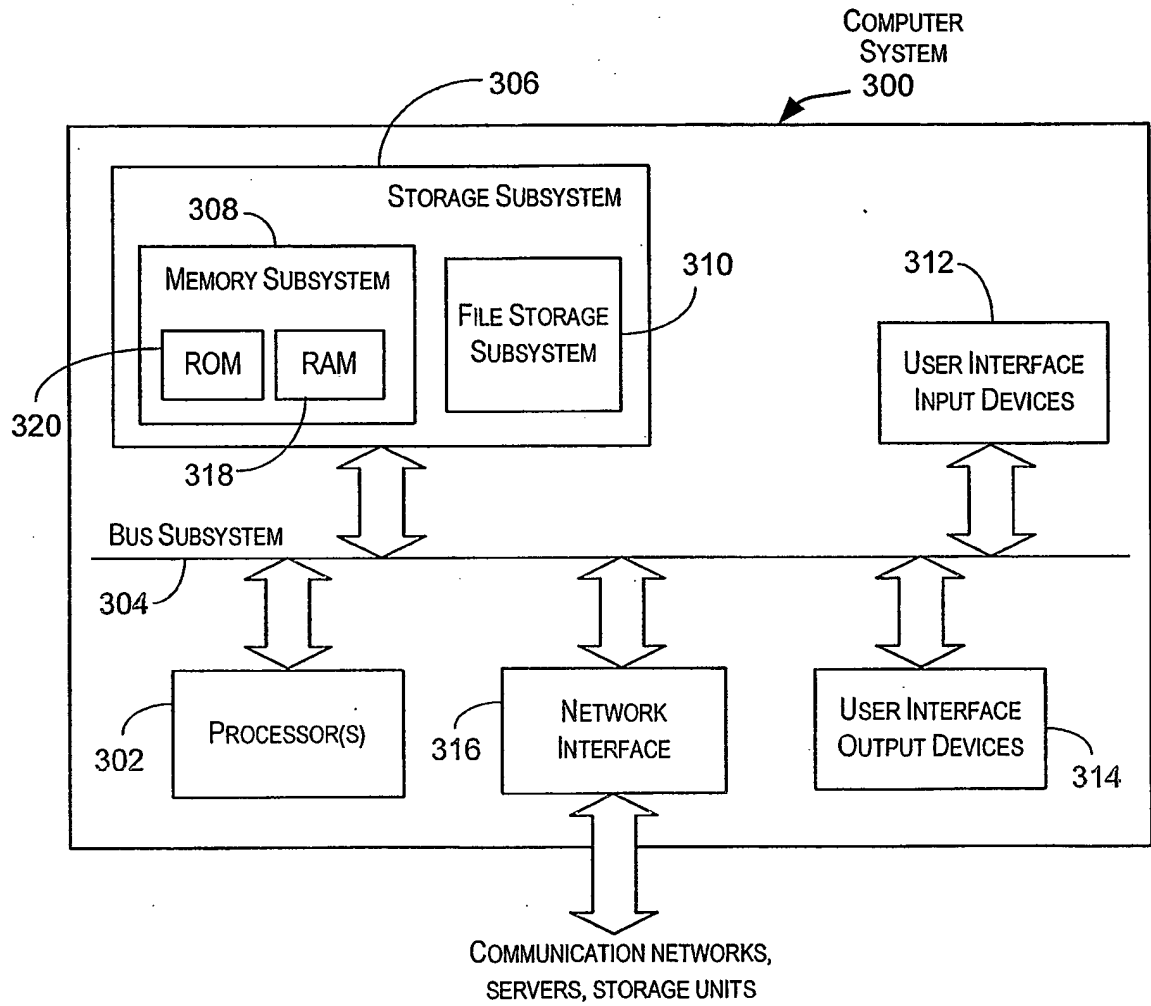 COMPUTER
SYSTEM
300
306
STORAGE SUBSYSTEM
308
MEMORY SUBSYSTEM
310
FILE STORAGE
SUBSYSTEM
312
USER INTERFACE
INPUT DEVICES
ROM
RAM
320
318
BUS SUBSYSTEM
304
PROCESSOR(S)
302
NETWORK
INTERFACE
316
USER INTERFACE
OUTPUT DEVICES
314
COMMUNICATION NETWORKS,
SERVERS, STORAGE UNITS